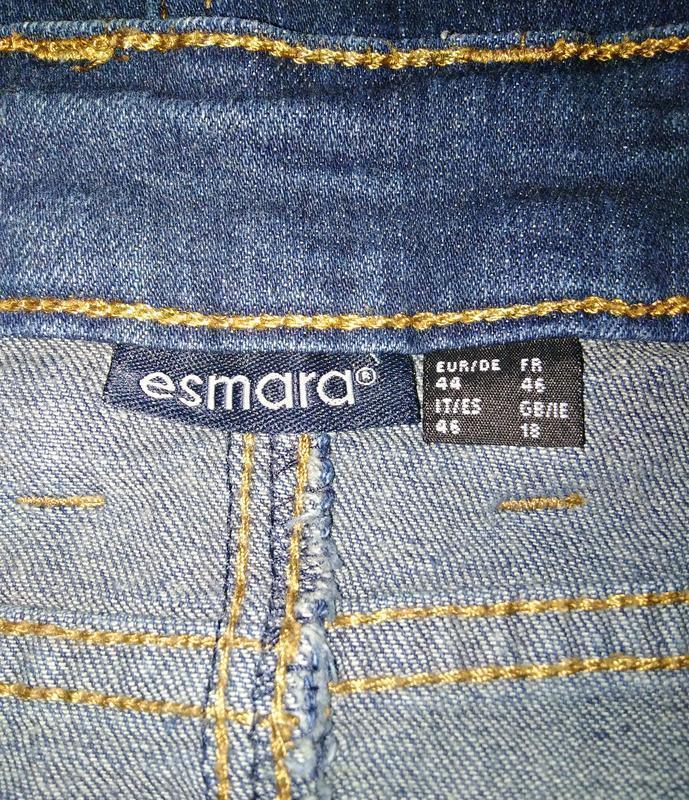 esmara®
EUR/DE FR
44 46
IT/ES GB/IE
46 18